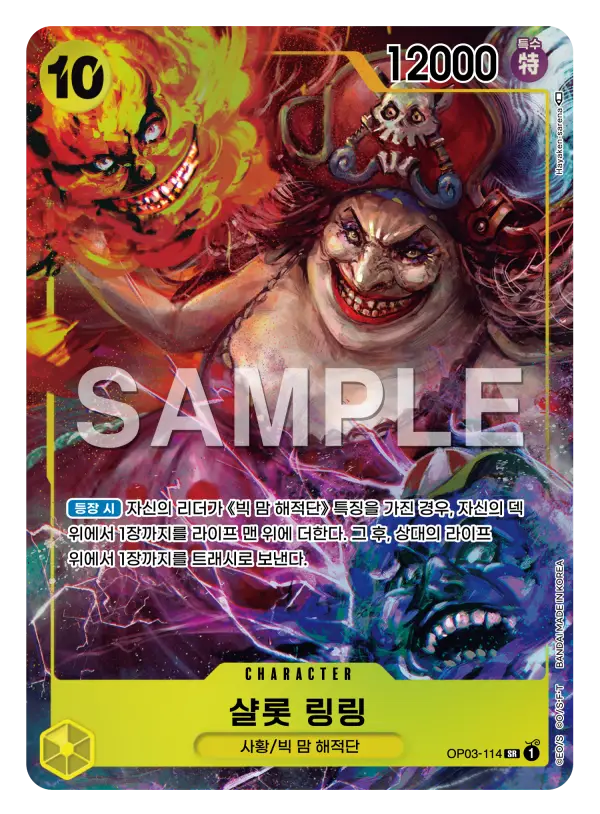 10
12000
특수
特
Hayaken-sarena
SAMPLE
등장 시 자신의 리더가 《빅 맘 해적단》 특징을 가진 경우, 자신의 덱
위에서 1장까지를 라이프 맨 위에 더한다. 그 후, 상대의 라이프
위에서 1장까지를 트래시로 보낸다.
©EO/S ©O/S·F·T BANDAI MADE IN KOREA
CHARACTER
샬롯 링링
사황/빅 맘 해적단
OP03-114 SR 1